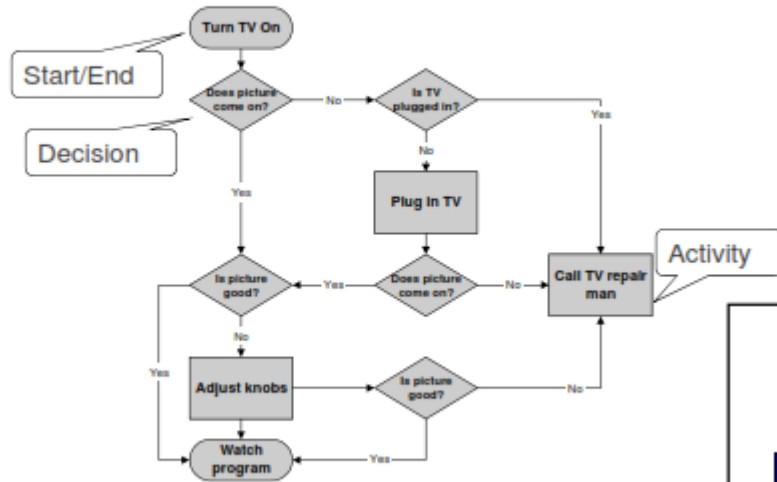 Turn TV On
Start/End
Does picture
come on?
No
Is TV
plugged in?
Yes
Decision
No
Yes
Plug in TV
Activity
Is picture
good?
Yes
Does picture
come on?
No
Call TV repair
man
No
Yes
Adjust knobs
Is picture
good?
No
Watch
program
Yes